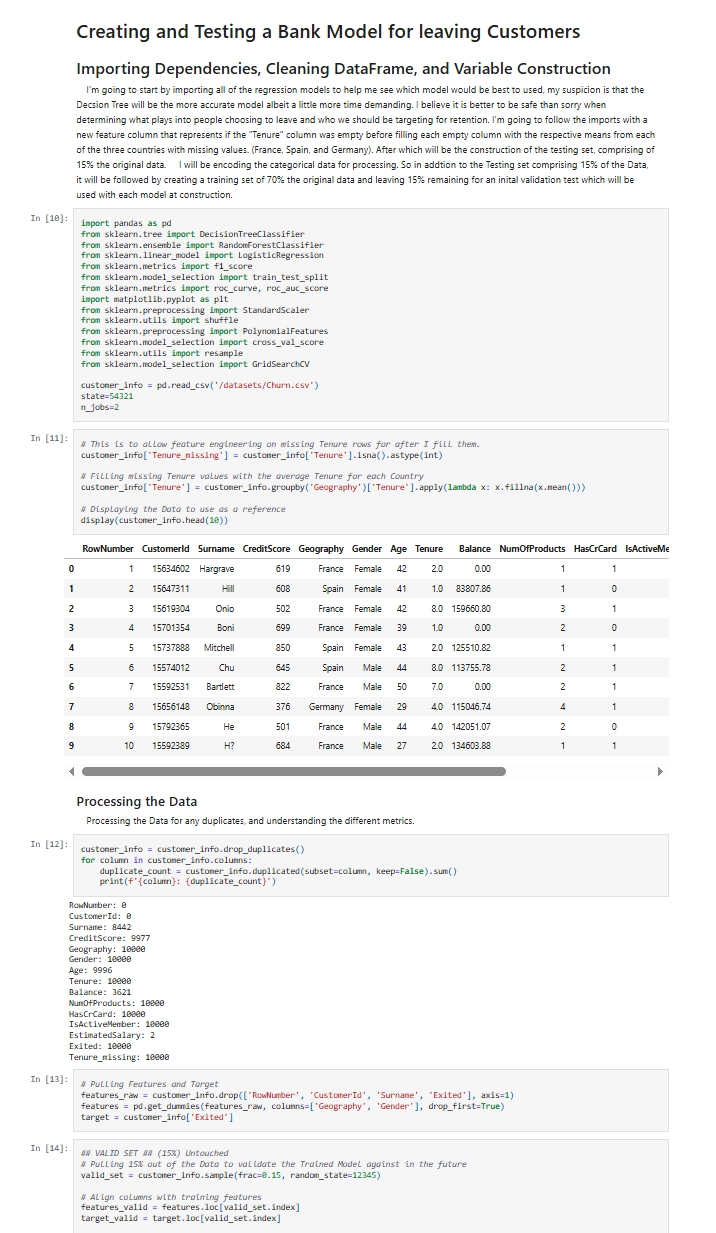 Creating and Testing a Bank Model for leaving Customers
Importing Dependencies, Cleaning DataFrame, and Variable Construction
I'm going to start by importing all of the regression models to help me see which model would be best to used, my suspicion is that the
Decsion Tree will be the more accurate model albeit a little more time demanding. I believe it is better to be safe than sorry when
determining what plays into people choosing to leave and who we should be targeting for retention. I'm going to follow the imports with a
new feature column that represents if the "Tenure" column was empty before filling each empty column with the respective means from each
of the three countries with missing values. (France, Spain, and Germany). After which will be the construction of the testing set, comprising of
15% the original data. I will be encoding the categorical data for processing. So in addtion to the Testing set comprising 15% of the Data,
it will be followed by creating a training set of 70% the original data and leaving 15% remaining for an inital validation test which will be
used with each model at construction.
In [10]:
import pandas as pd
from sklearn.tree import DecisionTreeClassifier
from sklearn.ensemble import RandomForestClassifier
from sklearn.linear_model import LogisticRegression
from sklearn.metrics import f1_score
from sklearn.model_selection import train_test_split
from sklearn.metrics import roc_curve, roc_auc_score
import matplotlib.pyplot as plt
from sklearn.preprocessing import StandardScaler
from sklearn.utils import shuffle
from sklearn.preprocessing import PolynomialFeatures
from sklearn.model_selection import cross_val_score
from sklearn.utils import resample
from sklearn.model_selection import GridSearchCV
customer_info = pd.read_csv('/datasets/Churn.csv')
state=54321
n_jobs=2
In [11]:
# This is to allow feature engineering on missing Tenure rows for after I fill them.
customer_info['Tenure_missing'] = customer_info['Tenure'].isna().astype(int)
# Filling missing Tenure values with the average Tenure for each Country
customer_info['Tenure'] = customer_info.groupby('Geography')['Tenure'].apply(lambda x: x.fillna(x.mean()))
# Displaying the Data to use as a reference
display(customer_info.head(10))
RowNumber CustomerId Surname CreditScore Geography Gender Age Tenure Balance NumOfProducts HasCrCard IsActiveMe
0 1 15634602 Hargrave 619 France Female 42 2.0 0.00 1 1
1 2 15647311 Hill 608 Spain Female 41 1.0 83807.86 1 0
2 3 15619304 Onio 502 France Female 42 8.0 159660.80 3 1
3 4 15701354 Boni 699 France Female 39 1.0 0.00 2 0
4 5 15737888 Mitchell 850 Spain Female 43 2.0 125510.82 1 1
5 6 15574012 Chu 645 Spain Male 44 8.0 113755.78 2 1
6 7 15592531 Bartlett 822 France Male 50 7.0 0.00 2 1
7 8 15656148 Obinna 376 Germany Female 29 4.0 115046.74 4 1
8 9 15792365 He 501 France Male 44 4.0 142051.07 2 0
9 10 15592389 H? 684 France Male 27 2.0 134603.88 1 1
Processing the Data
Processing the Data for any duplicates, and understanding the different metrics.
In [12]:
customer_info = customer_info.drop_duplicates()
for column in customer_info.columns:
    duplicate_count = customer_info.duplicated(subset=column, keep=False).sum()
    print(f'{column}: {duplicate_count}')
RowNumber: 0
CustomerId: 0
Surname: 8442
CreditScore: 9977
Geography: 10000
Gender: 10000
Age: 9996
Tenure: 10000
Balance: 3621
NumOfProducts: 10000
HasCrCard: 10000
IsActiveMember: 10000
EstimatedSalary: 2
Exited: 10000
Tenure_missing: 10000
In [13]:
# Pulling Features and Target
features_raw = customer_info.drop(['RowNumber', 'CustomerId', 'Surname', 'Exited'], axis=1)
features = pd.get_dummies(features_raw, columns=['Geography', 'Gender'], drop_first=True)
target = customer_info['Exited']
In [14]:
## VALID SET ## (15%) Untouched
# Pulling 15% out of the Data to validate the Trained Model against in the future
valid_set = customer_info.sample(frac=0.15, random_state=12345)
# Align columns with training features
features_valid = features.loc[valid_set.index]
target_valid = target.loc[valid_set.index]